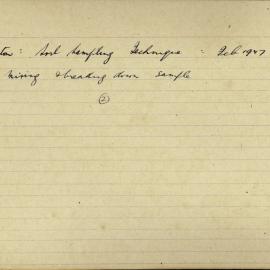 : Soil Sampling Technique : Feb 1947
mixing & breaking down sample
②